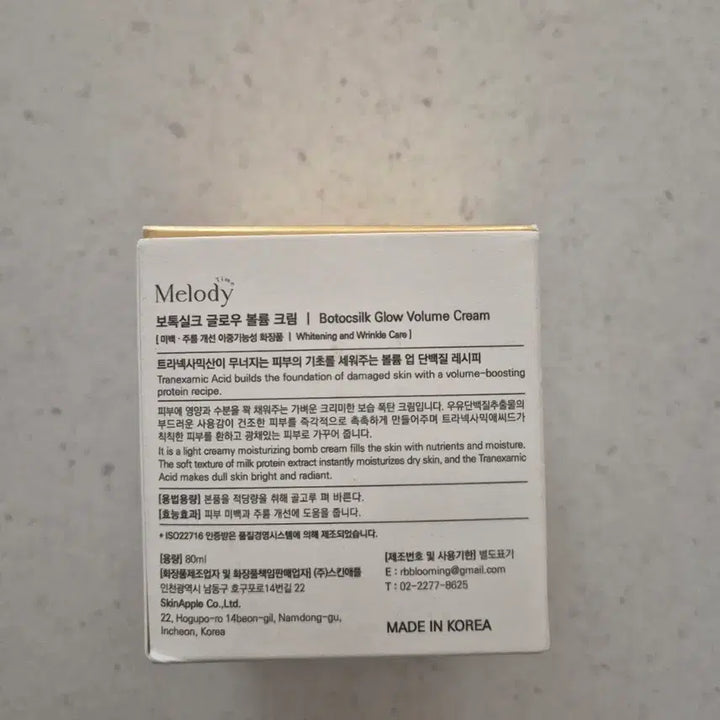 Melody Time
보톡실크 글로우 볼륨 크림 | Botocsilk Glow Volume Cream
[ 미백 · 주름 개선 이중기능성 화장품 | Whitening and Wrinkle Care ]
트라넥사믹산이 무너지는 피부의 기초를 세워주는 볼륨 업 단백질 레시피
Tranexamic Acid builds the foundation of damaged skin with a volume-boosting
protein recipe.
피부에 영양과 수분을 꽉 채워주는 가벼운 크리미한 보습 폭탄 크림입니다. 우유단백질추출물의
부드러운 사용감이 건조한 피부를 즉각적으로 촉촉하게 만들어주며 트라넥사믹애씨드가
칙칙한 피부를 환하고 광채있는 피부로 가꾸어 줍니다.
It is a light creamy moisturizing bomb cream fills the skin with nutrients and moisture.
The soft texture of milk protein extract instantly moisturizes dry skin, and the Tranexamic
Acid makes dull skin bright and radiant.
[용법용량] 본품을 적당량을 취해 골고루 펴 바른다.
[효능효과] 피부 미백과 주름 개선에 도움을 줍니다.
* ISO22716 인증받은 품질경영시스템에 의해 제조되었습니다.
[용량] 80ml
[화장품제조업자 및 화장품책임판매업자] (주)스킨애플
인천광역시 남동구 호구포로14번길 22
SkinApple Co.,Ltd.
22, Hogupo-ro 14beon-gil, Namdong-gu,
Incheon, Korea
[제조번호 및 사용기한] 별도표기
E : rbblooming@gmail.com
T : 02-2277-8625
MADE IN KOREA